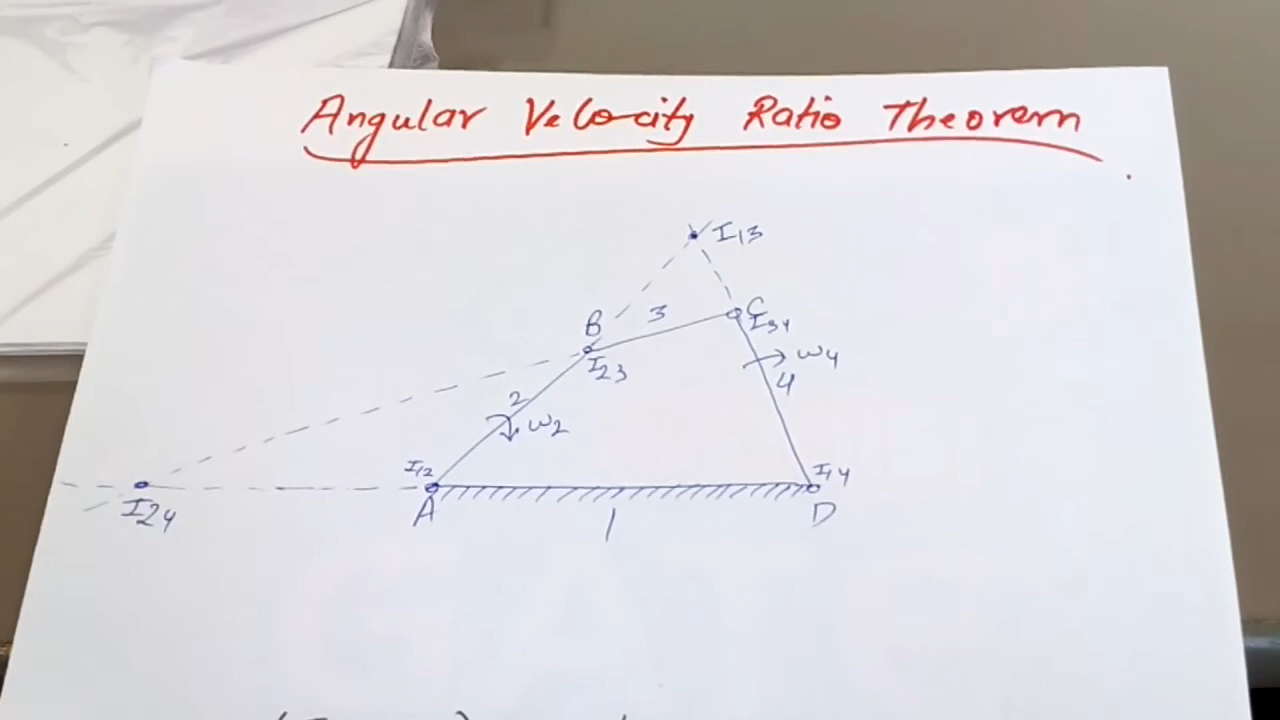 Angular Velocity Ratio Theorem
I13
B
3
C
I34
I23
ω4
4
2
ω2
I12
I14
I24
A
1
D